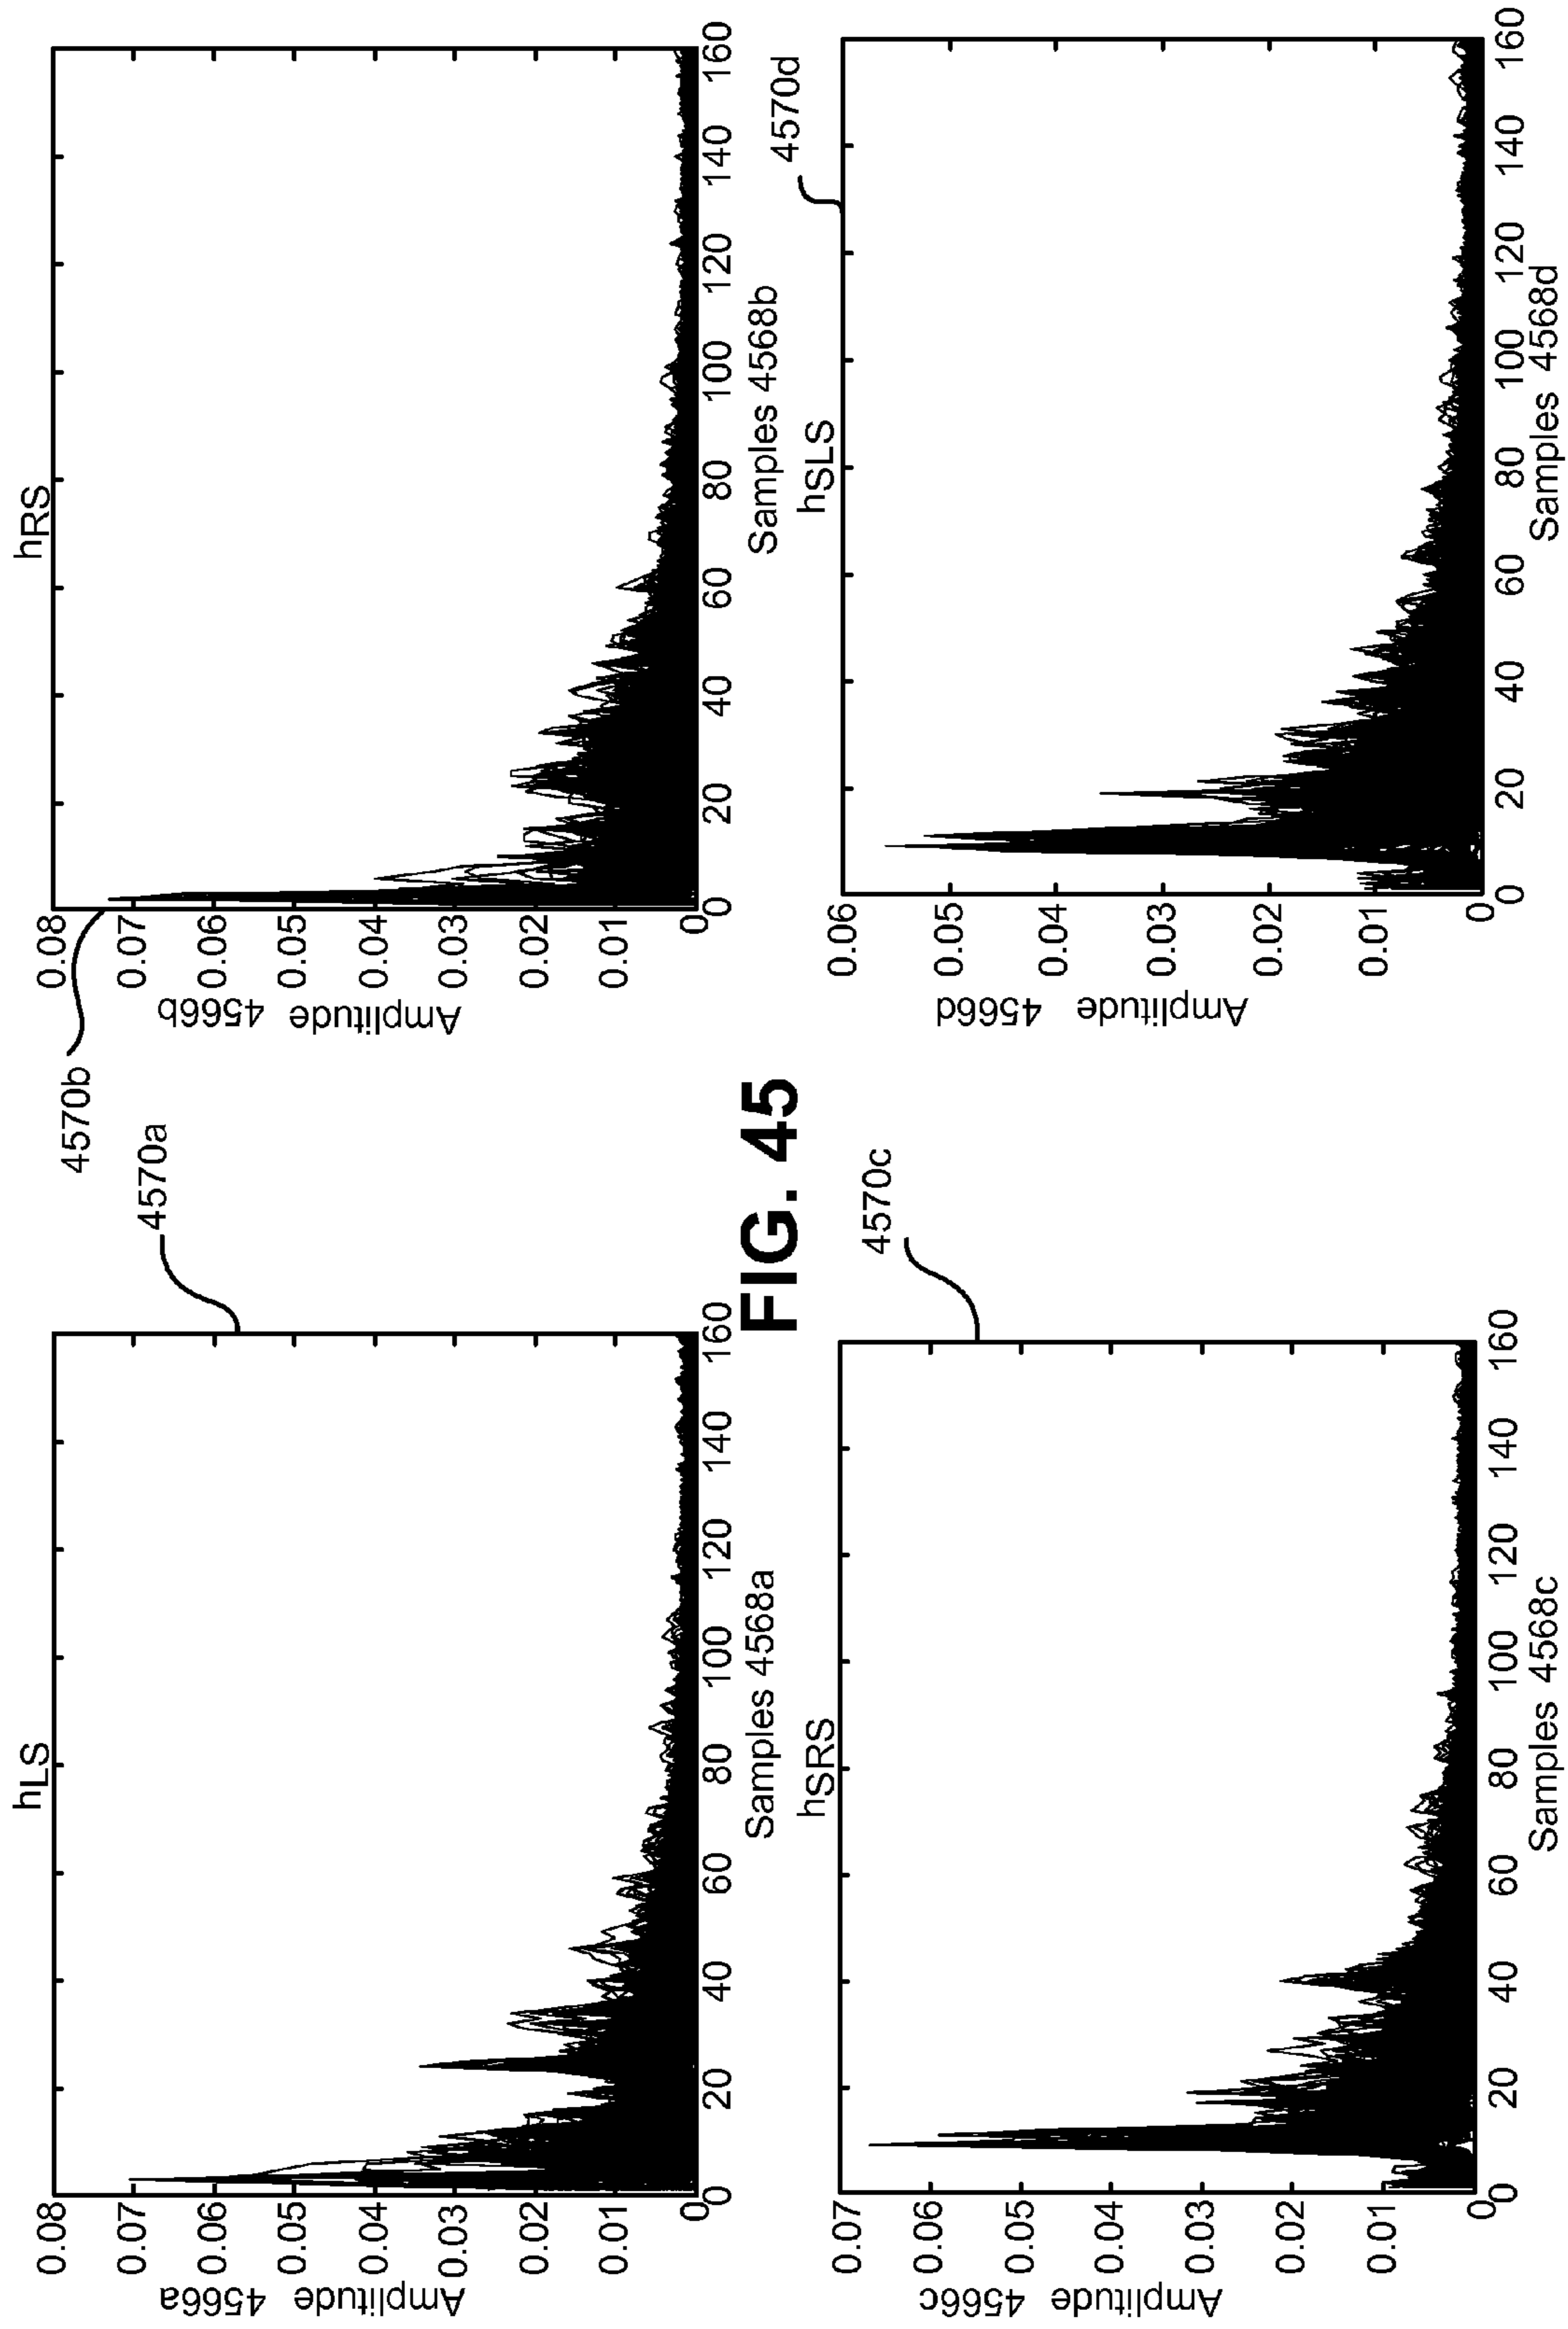 hLS
4570a
Amplitude 4566a
0.08
0.07
0.06
0.05
0.04
0.03
0.02
0.01
0
0 20 40 60 80 100 120 140 160
Samples 4568a
hRS
4570b
Amplitude 4566b
0.08
0.07
0.06
0.05
0.04
0.03
0.02
0.01
0
0 20 40 60 80 100 120 140 160
Samples 4568b
FIG. 45
hSRS
4570c
Amplitude 4566c
0.07
0.06
0.05
0.04
0.03
0.02
0.01
0
0 20 40 60 80 100 120 140 160
Samples 4568c
hSLS
4570d
Amplitude 4566d
0.06
0.05
0.04
0.03
0.02
0.01
0
0 20 40 60 80 100 120 140 160
Samples 4568d